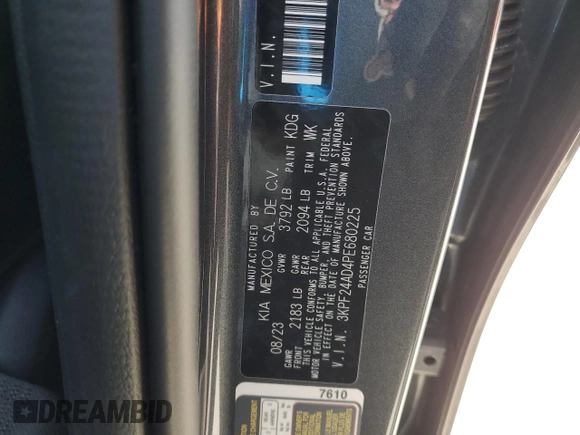 V.I.N.
MANUFACTURED BY
KIA MEXICO S.A. DE C.V.
08/23 GVWR 3792 LB PAINT KDG
GAWR FRONT 2183 LB GAWR REAR 2094 LB TRIM WK
THIS VEHICLE CONFORMS TO ALL APPLICABLE U.S.A. FEDERAL
MOTOR VEHICLE SAFETY, BUMPER, AND THEFT PREVENTION STANDARDS
IN EFFECT ON THE DATE OF MANUFACTURE SHOWN ABOVE.
V.I.N. 3KPF24AD4PE680225
PASSENGER CAR
7610
DREAMBID